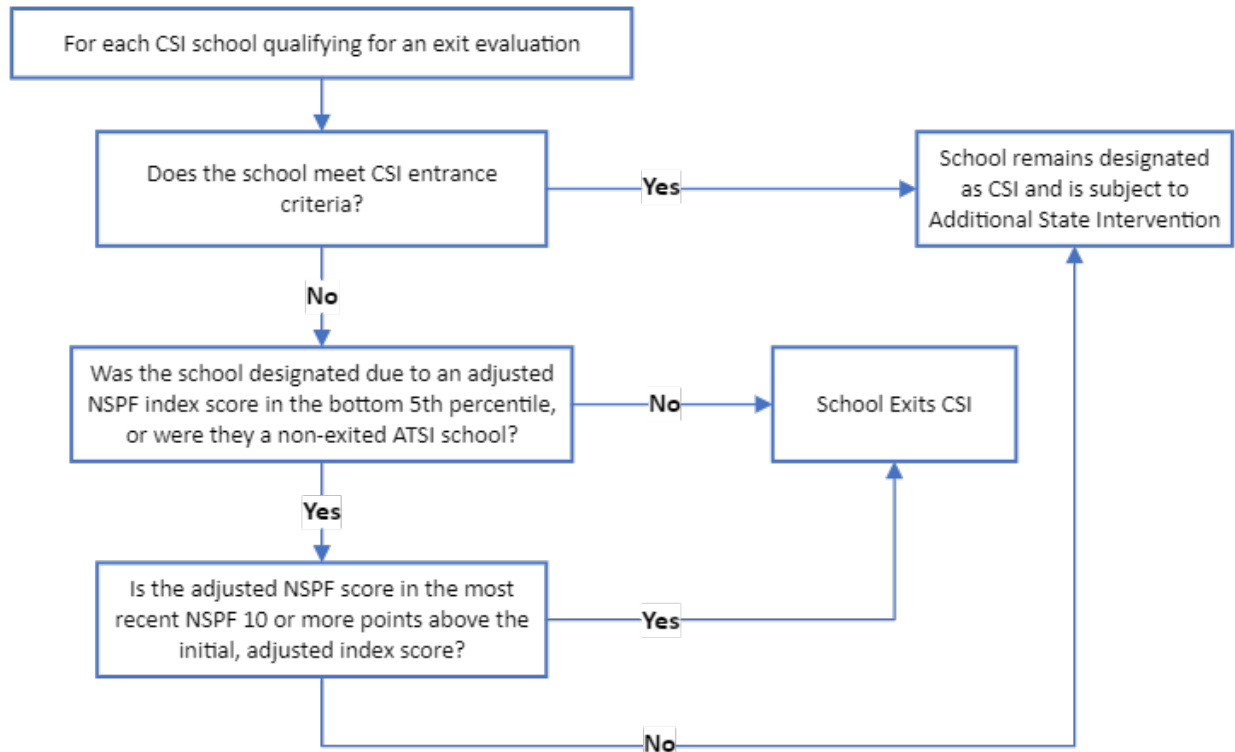 For each CSI school qualifying for an exit evaluation
Does the school meet CSI entrance
criteria?
Yes
School remains designated
as CSI and is subject to
Additional State Intervention
No
Was the school designated due to an adjusted
NSPF index score in the bottom 5th percentile,
or were they a non-exited ATSI school?
No
School Exits CSI
Yes
Is the adjusted NSPF score in the most
recent NSPF 10 or more points above the
initial, adjusted index score?
Yes
No